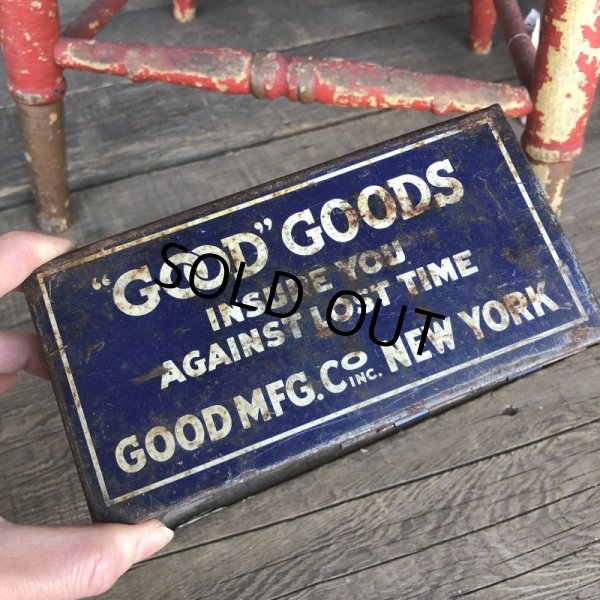 "GOOD" GOODS
INSURE YOU
AGAINST LOST TIME
GOOD MFG. Co INC. NEW YORK
SOLD OUT